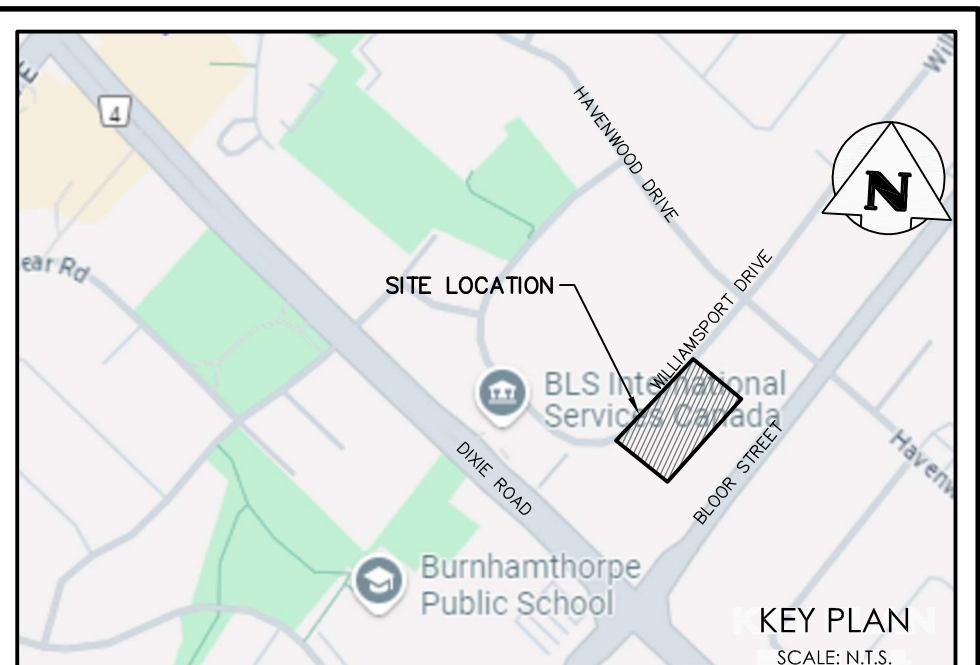 4
HAVENWOOD DRIVE
N
ear Rd
SITE LOCATION
WILLIAMSPORT DRIVE
BLS International
Services Canada
DIXIE ROAD
BLOOR STREET
Havenw
Burnhamthorpe
Public School
KEY PLAN
SCALE: N.T.S.